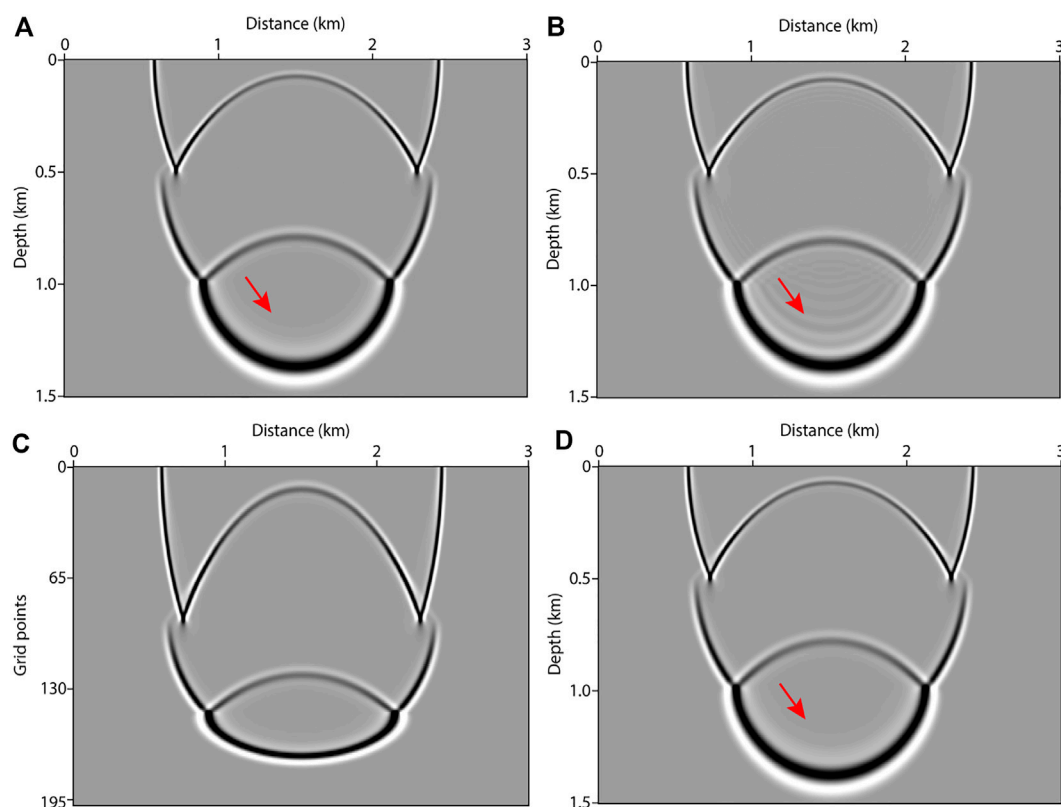 A
Distance (km)
0 1 2 3
0
0.5
1.0
1.5
Depth (km)
B
Distance (km)
0 1 2 3
0
0.5
1.0
1.5
Depth (km)
C
Distance (km)
0 1 2 3
0
65
130
195
Grid points
D
Distance (km)
0 1 2 3
0
0.5
1.0
1.5
Depth (km)